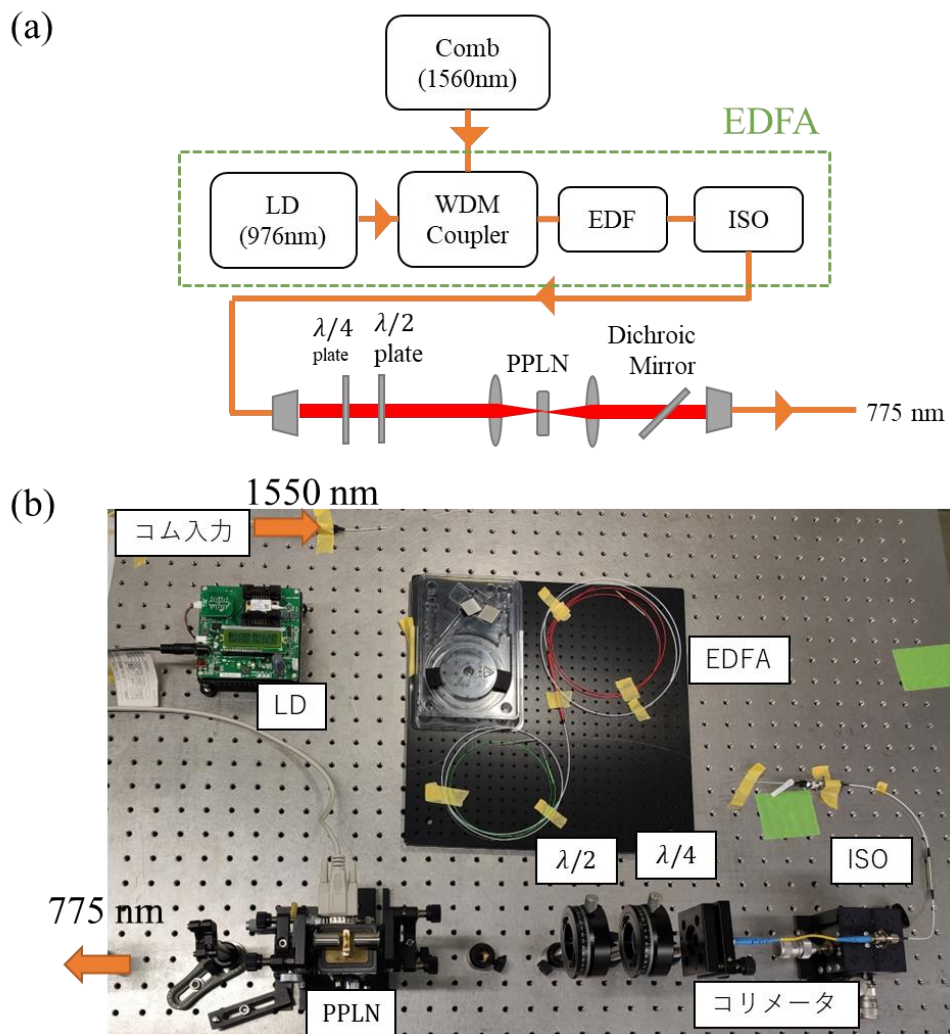 (a)
Comb
(1560nm)
EDFA
LD
(976nm)
WDM
Coupler
EDF
ISO
λ/4
plate
λ/2
plate
PPLN
Dichroic
Mirror
775 nm
(b)
1550 nm
コム入力
LD
EDFA
λ/2
λ/4
ISO
775 nm
PPLN
コリメータ